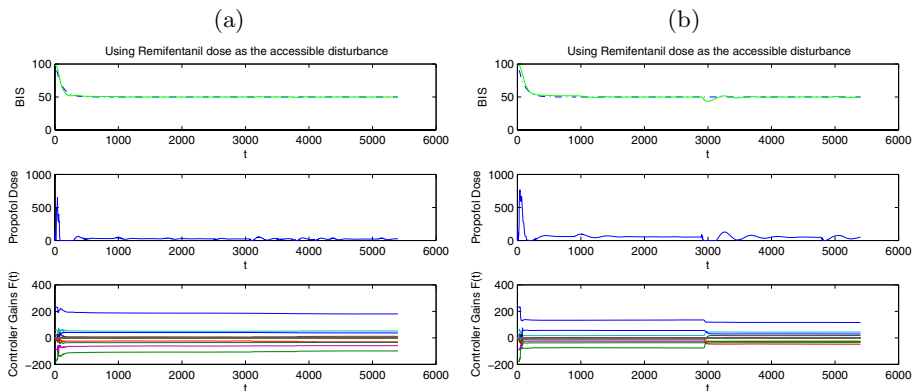 (a)
Using Remifentanil dose as the accessible disturbance
100
50
0
BIS
0 1000 2000 3000 4000 5000 6000
t
1000
500
0
Propofol Dose
0 1000 2000 3000 4000 5000 6000
400
200
0
−200
Controller Gains F(t)
0 1000 2000 3000 4000 5000 6000
t
(b)
Using Remifentanil dose as the accessible disturbance
100
50
0
BIS
0 1000 2000 3000 4000 5000 6000
t
1000
500
0
Propofol Dose
0 1000 2000 3000 4000 5000 6000
400
200
0
−200
Controller Gains F(t)
0 1000 2000 3000 4000 5000 6000
t